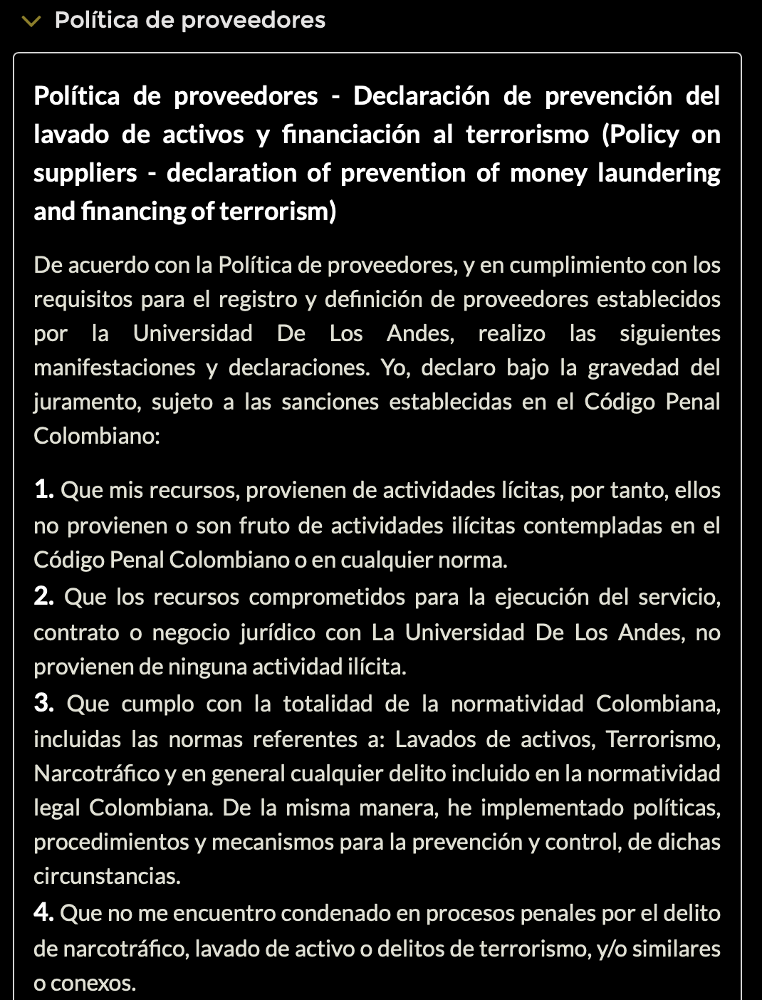 Política de proveedores
Política de proveedores - Declaración de prevención del
lavado de activos y financiación al terrorismo (Policy on
suppliers - declaration of prevention of money laundering
and financing of terrorism)
De acuerdo con la Política de proveedores, y en cumplimiento con los
requisitos para el registro y definición de proveedores establecidos
por la Universidad De Los Andes, realizo las siguientes
manifestaciones y declaraciones. Yo, declaro bajo la gravedad del
juramento, sujeto a las sanciones establecidas en el Código Penal
Colombiano:
1. Que mis recursos, provienen de actividades lícitas, por tanto, ellos
no provienen o son fruto de actividades ilícitas contempladas en el
Código Penal Colombiano o en cualquier norma.
2. Que los recursos comprometidos para la ejecución del servicio,
contrato o negocio jurídico con La Universidad De Los Andes, no
provienen de ninguna actividad ilícita.
3. Que cumplo con la totalidad de la normatividad Colombiana,
incluidas las normas referentes a: Lavados de activos, Terrorismo,
Narcotráfico y en general cualquier delito incluido en la normatividad
legal Colombiana. De la misma manera, he implementado políticas,
procedimientos y mecanismos para la prevención y control, de dichas
circunstancias.
4. Que no me encuentro condenado en procesos penales por el delito
de narcotráfico, lavado de activo o delitos de terrorismo, y/o similares
o conexos.